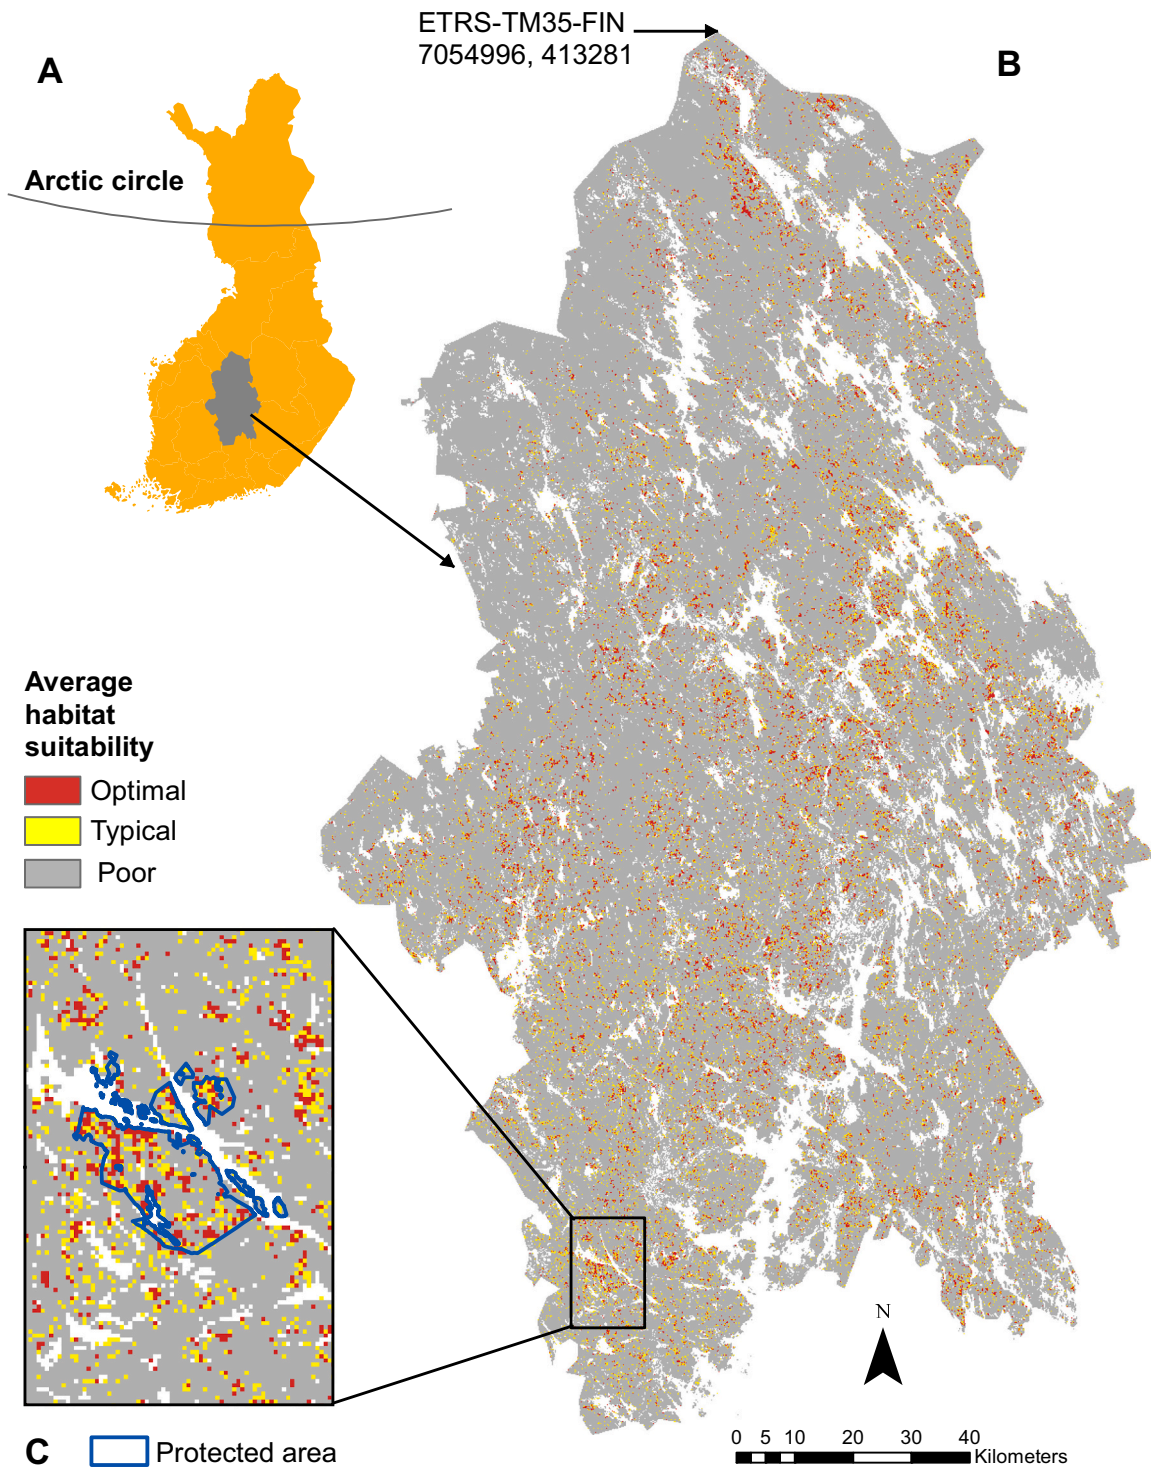 ETRS-TM35-FIN
7054996, 413281
A
B
Arctic circle
Average
habitat
suitability
Optimal
Typical
Poor
N
C
Protected area
0 5 10 20 30 40
Kilometers